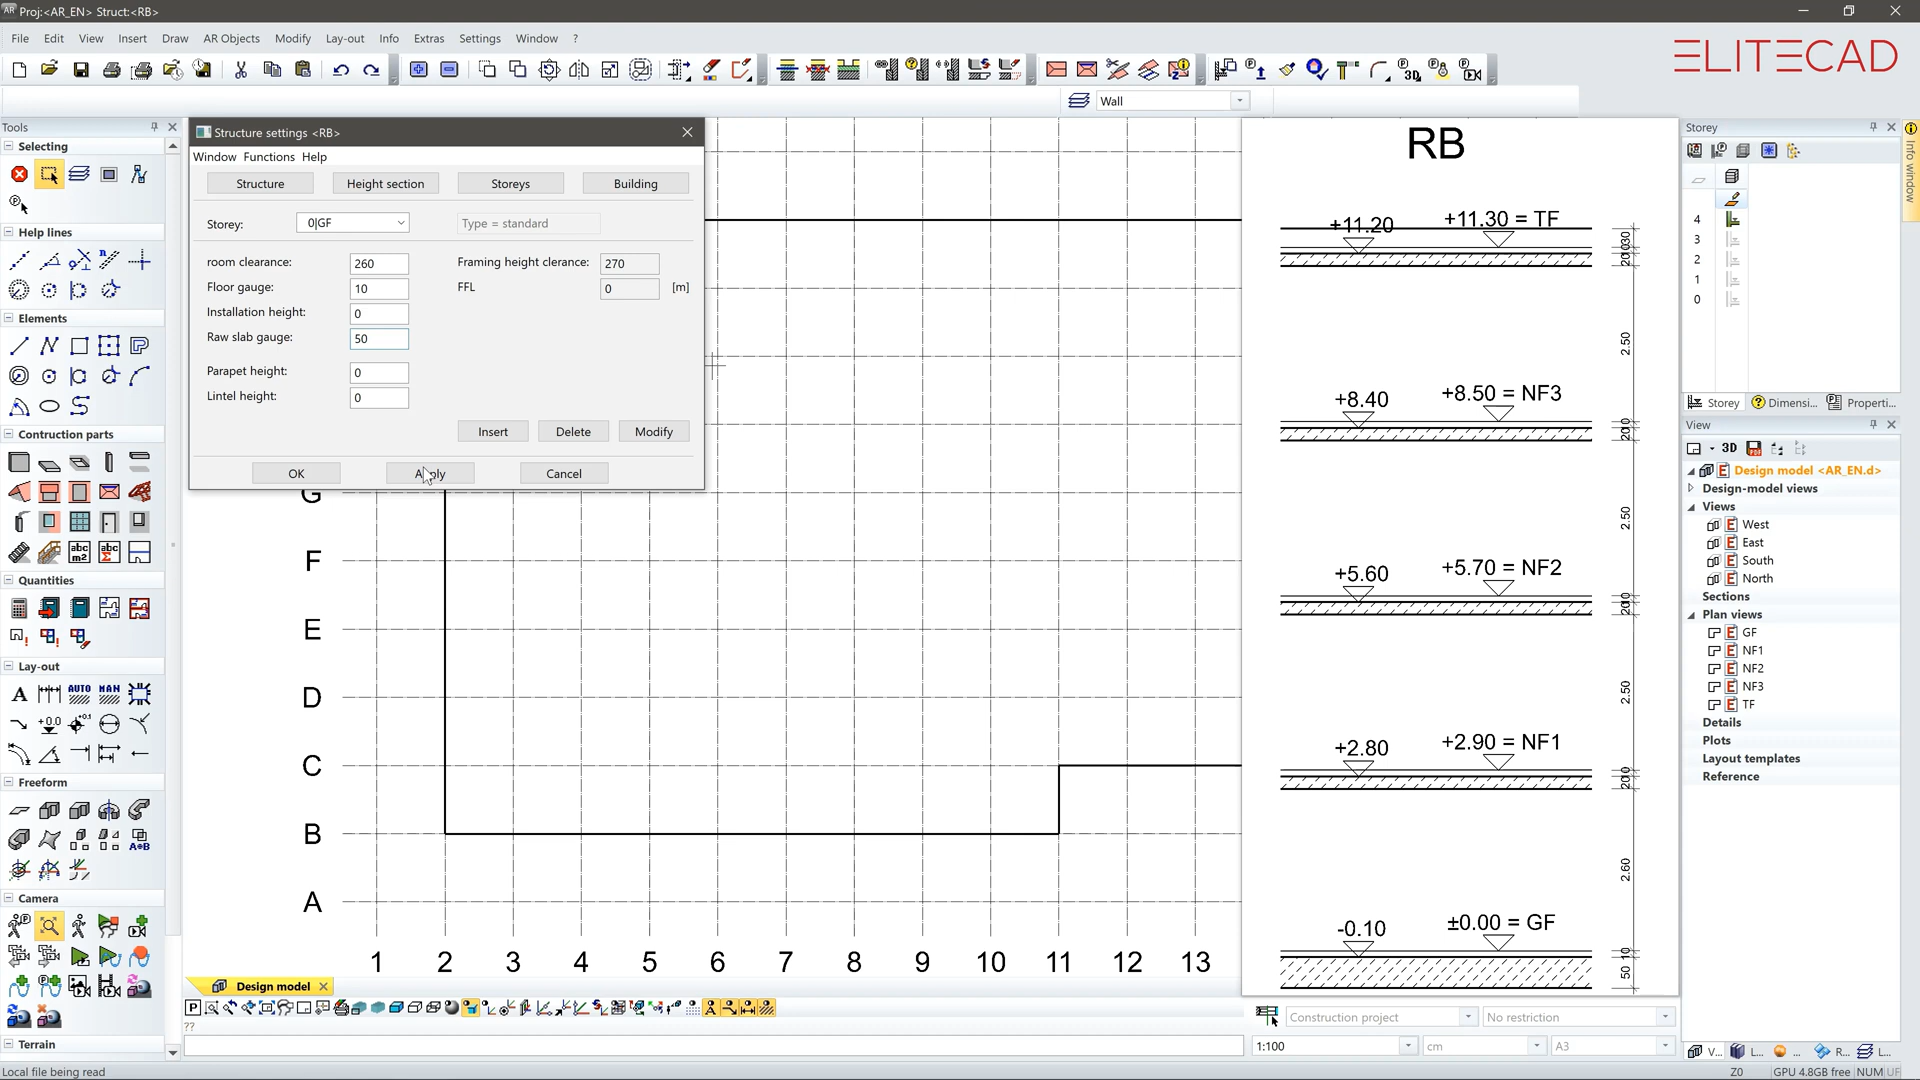 AR Proj:<AR_EN> Struct:<RB>
File Edit View Insert Draw AR Objects Modify Lay-out Info Extras Settings Window ?
ELITECAD
Wall
Tools
Selecting
Help lines
Elements
Contruction parts
Quantities
Lay-out
Freeform
Camera
Terrain
Structure settings <RB>
Window Functions Help
Structure Height section Storeys Building
Storey: 0|GF Type = standard
room clearance: 260 Framing height clerance: 270
Floor gauge: 10 FFL 0 [m]
Installation height: 0
Raw slab gauge: 50
Parapet height: 0
Lintel height: 0
Insert Delete Modify
OK Apply Cancel
G
F
E
D
C
B
A
1 2 3 4 5 6 7 8 9 10 11 12 13
RB
+11.20 +11.30 = TF
2.50
+8.40 +8.50 = NF3
2.50
+5.60 +5.70 = NF2
2.50
+2.80 +2.90 = NF1
2.60
-0.10 ±0.00 = GF
50 10
Storey
Info window
4
3
2
1
0
Storey Dimensi... Properti...
View
3D
Design model <AR_EN.d>
Design-model views
Views
West
East
South
North
Sections
Plan views
GF
NF1
NF2
NF3
TF
Details
Plots
Layout templates
Reference
Design model
??
Construction project No restriction
1:100 cm A3
V... L... ... R... L...
Local file being read
Z0 GPU 4.8GB free NUM UF